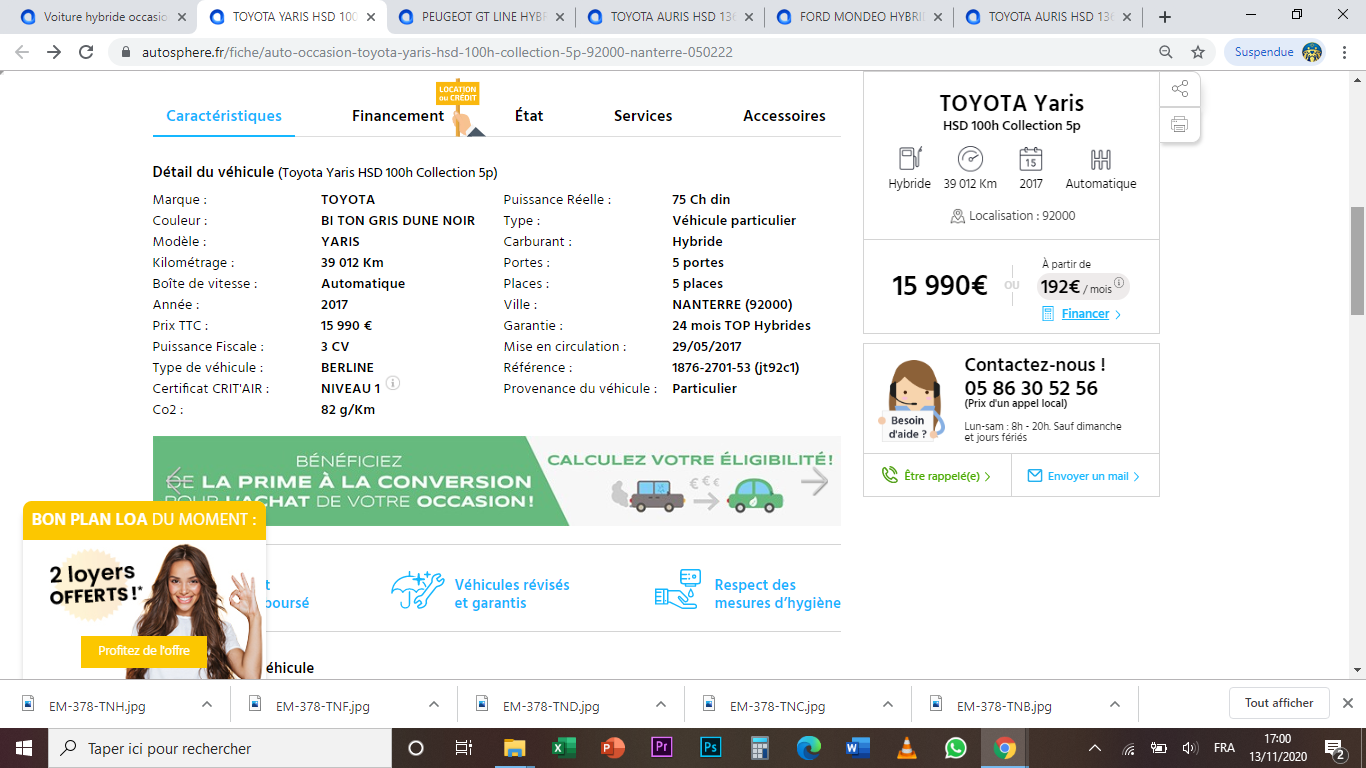 Voiture hybride occasio
TOYOTA YARIS HSD 100
PEUGEOT GT LINE HYBR
TOYOTA AURIS HSD 136
FORD MONDEO HYBRI
TOYOTA AURIS HSD 136
autosphere.fr/fiche/auto-occasion-toyota-yaris-hsd-100h-collection-5p-92000-nanterre-050222
Suspendue
LOCATION
ou CRÉDIT
Caractéristiques
Financement
État
Services
Accessoires
Détail du véhicule (Toyota Yaris HSD 100h Collection 5p)
Marque : TOYOTA
Puissance Réelle : 75 Ch din
Couleur : BI TON GRIS DUNE NOIR
Type : Véhicule particulier
Modèle : YARIS
Carburant : Hybride
Kilométrage : 39 012 Km
Portes : 5 portes
Boîte de vitesse : Automatique
Places : 5 places
Année : 2017
Ville : NANTERRE (92000)
Prix TTC : 15 990 €
Garantie : 24 mois TOP Hybrides
Puissance Fiscale : 3 CV
Mise en circulation : 29/05/2017
Type de véhicule : BERLINE
Référence : 1876-2701-53 (jt92c1)
Certificat CRIT'AIR : NIVEAU 1
Provenance du véhicule : Particulier
Co2 : 82 g/Km
TOYOTA Yaris
HSD 100h Collection 5p
15
Hybride
39 012 Km
2017
Automatique
Localisation : 92000
15 990€
OU
À partir de
192€ / mois
Financer
Contactez-nous !
05 86 30 52 56
(Prix d'un appel local)
Lun-sam : 8h - 20h. Sauf dimanche
et jours fériés
Besoin
d'aide ?
Être rappelé(e)
Envoyer un mail
BÉNÉFICIEZ
DE LA PRIME À LA CONVERSION
POUR L'ACHAT DE VOTRE OCCASION !
CALCULEZ VOTRE ÉLIGIBILITÉ !
€ € €
BON PLAN LOA DU MOMENT :
2 loyers
OFFERTS !*
Profitez de l'offre
t
boursé
Véhicules révisés
et garantis
Respect des
mesures d'hygiène
éhicule
EM-378-TNH.jpg
EM-378-TNF.jpg
EM-378-TND.jpg
EM-378-TNC.jpg
EM-378-TNB.jpg
Tout afficher
Taper ici pour rechercher
FRA
17:00
13/11/2020
2